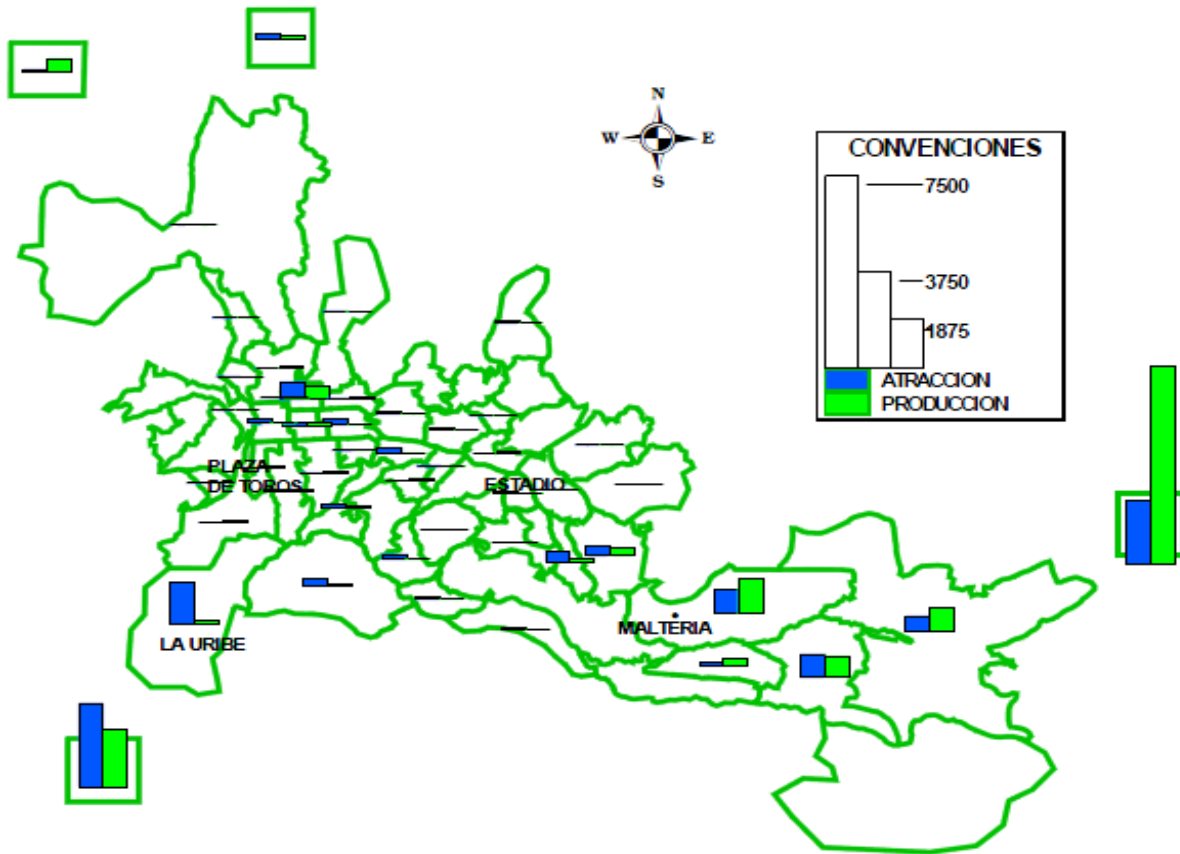 N
W E
S
CONVENCIONES
7500
3750
1875
ATRACCION
PRODUCCION
PLAZA
DE TOROS
ESTADIO
LA URIBE
MALTERIA